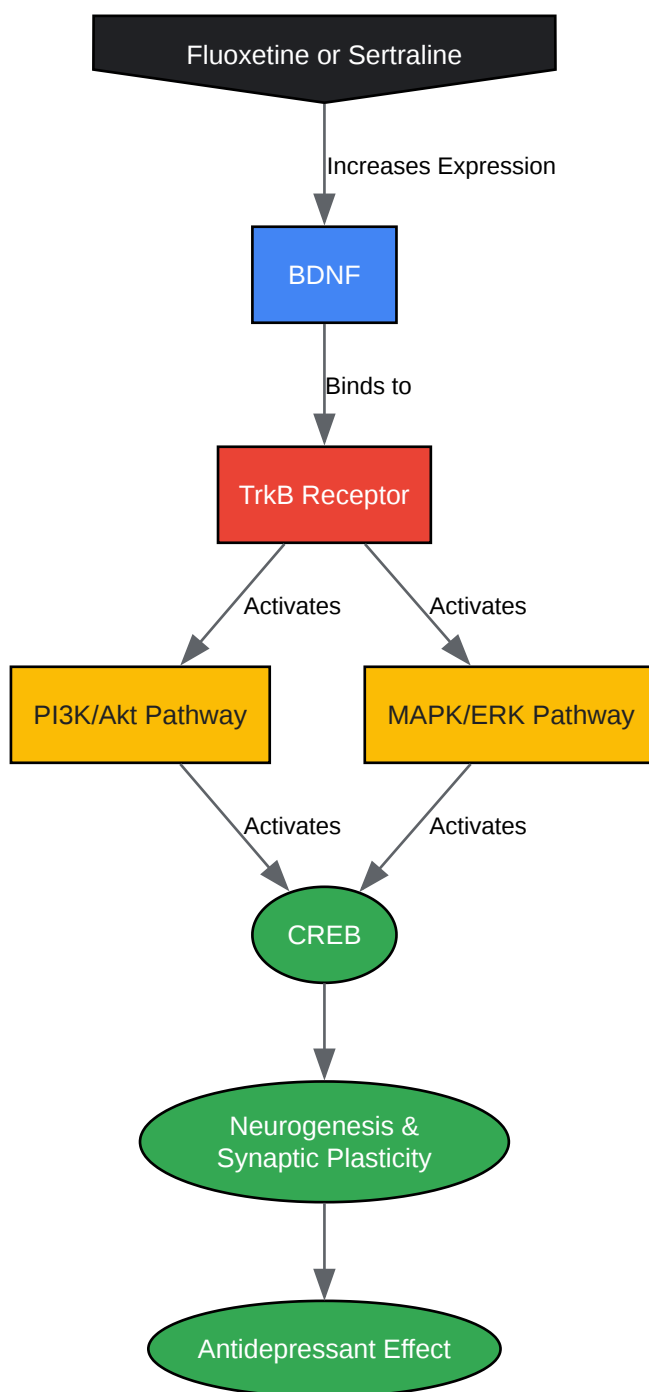 Fluoxetine or Sertraline
Increases Expression
BDNF
Binds to
TrkB Receptor
Activates
Activates
PI3K/Akt Pathway
MAPK/ERK Pathway
Activates
Activates
CREB
Neurogenesis &
Synaptic Plasticity
Antidepressant Effect